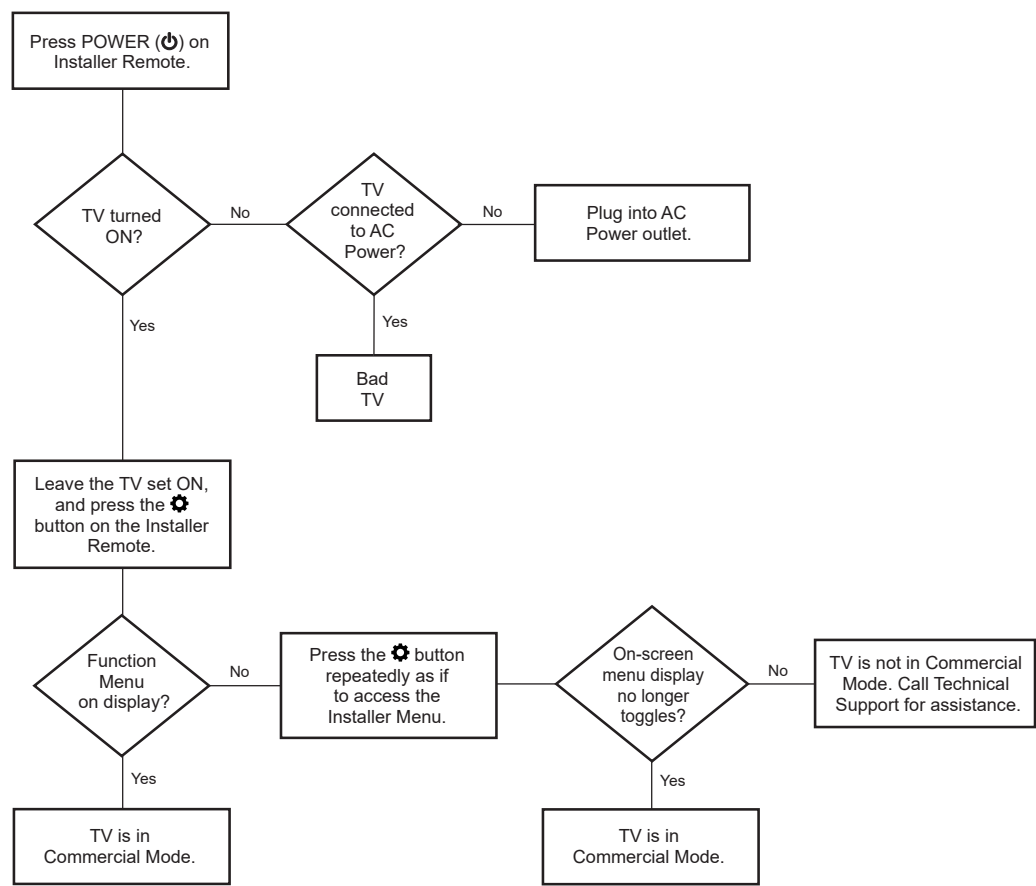 Press POWER (⏻) on
Installer Remote.
TV turned
ON?
No
TV
connected
to AC
Power?
No
Plug into AC
Power outlet.
Yes
Yes
Bad
TV
Leave the TV set ON,
and press the ⚙
button on the Installer
Remote.
Function
Menu
on display?
No
Press the ⚙ button
repeatedly as if
to access the
Installer Menu.
On-screen
menu display
no longer
toggles?
No
TV is not in Commercial
Mode. Call Technical
Support for assistance.
Yes
Yes
TV is in
Commercial Mode.
TV is in
Commercial Mode.